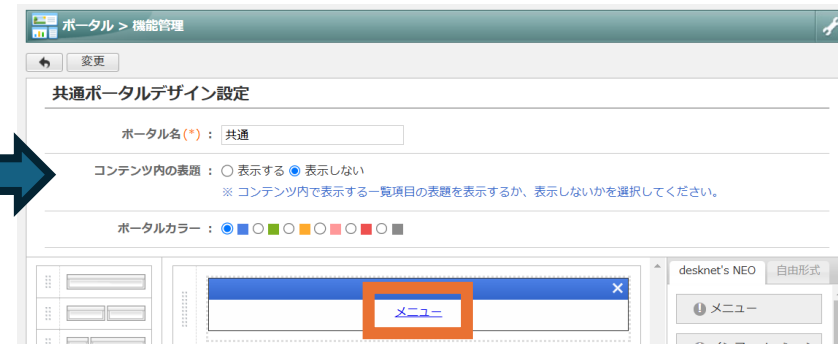 ポータル > 機能管理
変更
共通ポータルデザイン設定
ポータル名(*) : 共通
コンテンツ内の表題 : 表示する 表示しない
※ コンテンツ内で表示する一覧項目の表題を表示するか、表示しないかを選択してください。
ポータルカラー :
desknet's NEO 自由形式
メニュー
メニュー